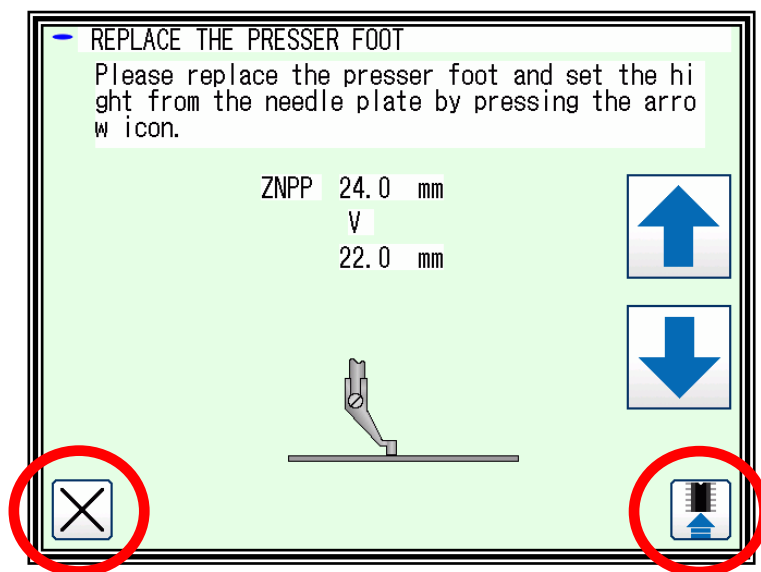 REPLACE THE PRESSER FOOT
Please replace the presser foot and set the hi
ght from the needle plate by pressing the arro
w icon.
ZNPP 24.0 mm
V
22.0 mm